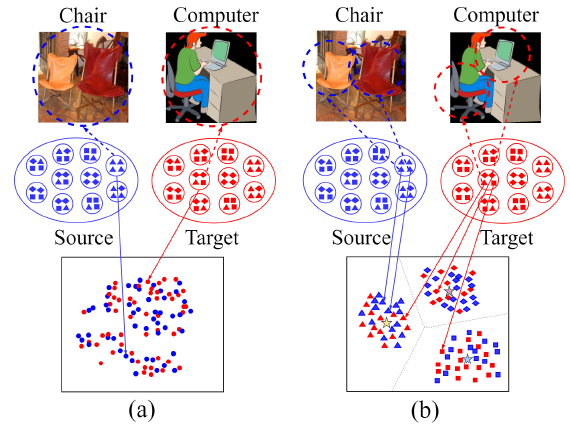 Chair Computer Chair Computer
Source Target Source Target
(a) (b)